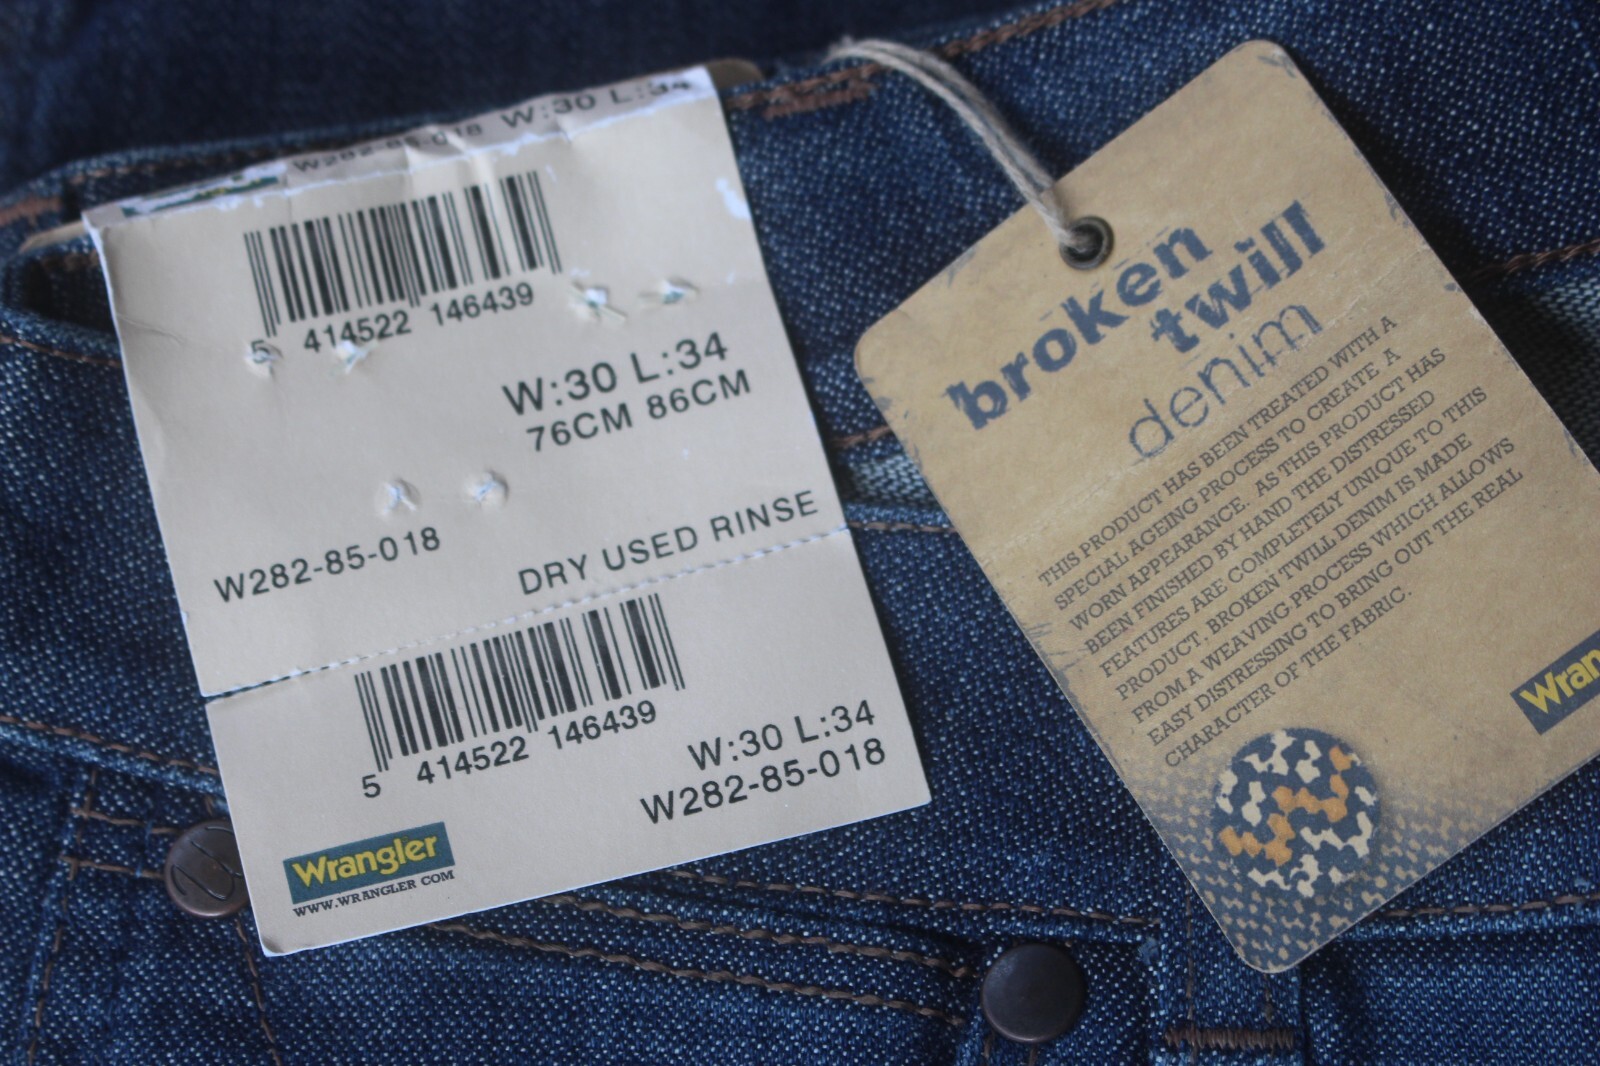 W282-85-018 W:30 L:34
5 414522 146439
W:30 L:34
76CM 86CM
W282-85-018
DRY USED RINSE
5 414522 146439
W:30 L:34
W282-85-018
Wrangler
WWW.WRANGLER COM
broken
twill
denim
THIS PRODUCT HAS BEEN TREATED WITH A
SPECIAL AGEING PROCESS TO CREATE A
WORN APPEARANCE. AS THIS PRODUCT HAS
BEEN FINISHED BY HAND THE DISTRESSED
FEATURES ARE COMPLETELY UNIQUE TO THIS
PRODUCT. BROKEN TWILL DENIM IS MADE
FROM A WEAVING PROCESS WHICH ALLOWS
EASY DISTRESSING TO BRING OUT THE REAL
CHARACTER OF THE FABRIC.
Wran